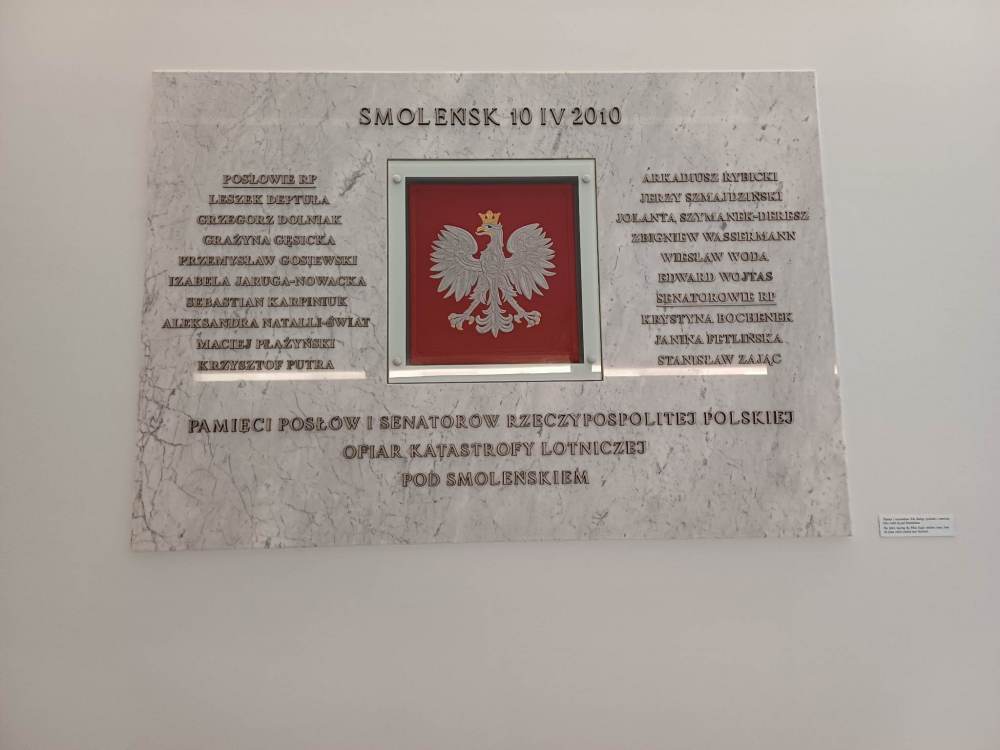 SMOLEŃSK 10 IV 2010
POSŁOWIE RP
LESZEK DEPTUŁA
GRZEGORZ DOLNIAK
GRAŻYNA GĘSICKA
PRZEMYSŁAW GOSIEWSKI
IZABELA JARUGA-NOWACKA
SEBASTIAN KARPINIUK
ALEKSANDRA NATALLI-ŚWIAT
MACIEJ PŁAŻYŃSKI
KRZYSZTOF PUTRA
ARKADIUSZ RYBICKI
JERZY SZMAJDZIŃSKI
JOLANTA SZYMANEK-DERESZ
ZBIGNIEW WASSERMANN
WIESŁAW WODA
EDWARD WOJTAS
SENATOROWIE RP
KRYSTYNA BOCHENEK
JANINA FETLIŃSKA
STANISŁAW ZAJĄC
PAMIĘCI POSŁÓW I SENATORÓW RZECZYPOSPOLITEJ POLSKIEJ
OFIAR KATASTROFY LOTNICZEJ
POD SMOLEŃSKIEM